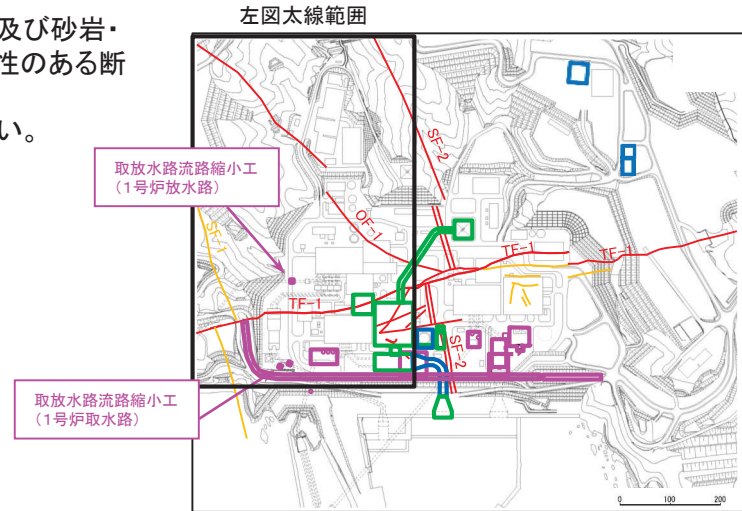 左図太線範囲
及び砂岩・
性のある断
い。
取放水路流路縮小工
（1号炉放水路）
SF-2
OF-1
SF-1
TF-1
TF-1
TF-1
SF-2
取放水路流路縮小工
（1号炉取水路）
0 100 200